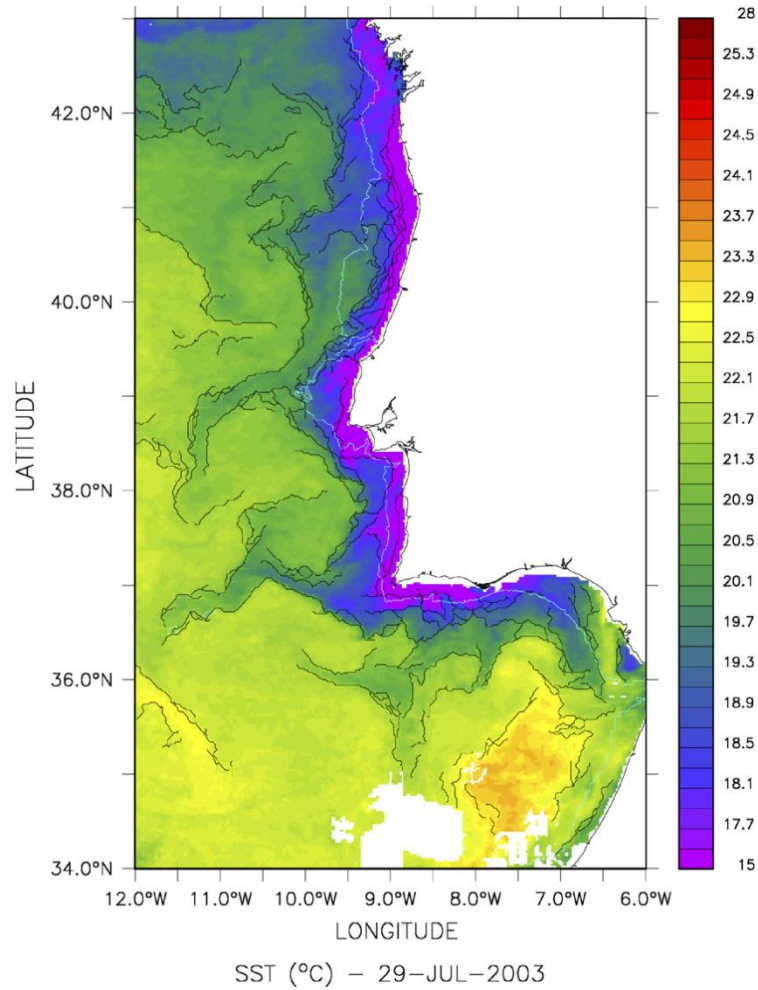 28
25.3
24.9
24.5
24.1
23.7
23.3
22.9
22.5
22.1
21.7
21.3
20.9
20.5
20.1
19.7
19.3
18.9
18.5
18.1
17.7
15
42.0°N
40.0°N
38.0°N
36.0°N
34.0°N
LATITUDE
12.0°W 11.0°W 10.0°W 9.0°W 8.0°W 7.0°W 6.0°W
LONGITUDE
SST (°C) – 29-JUL-2003